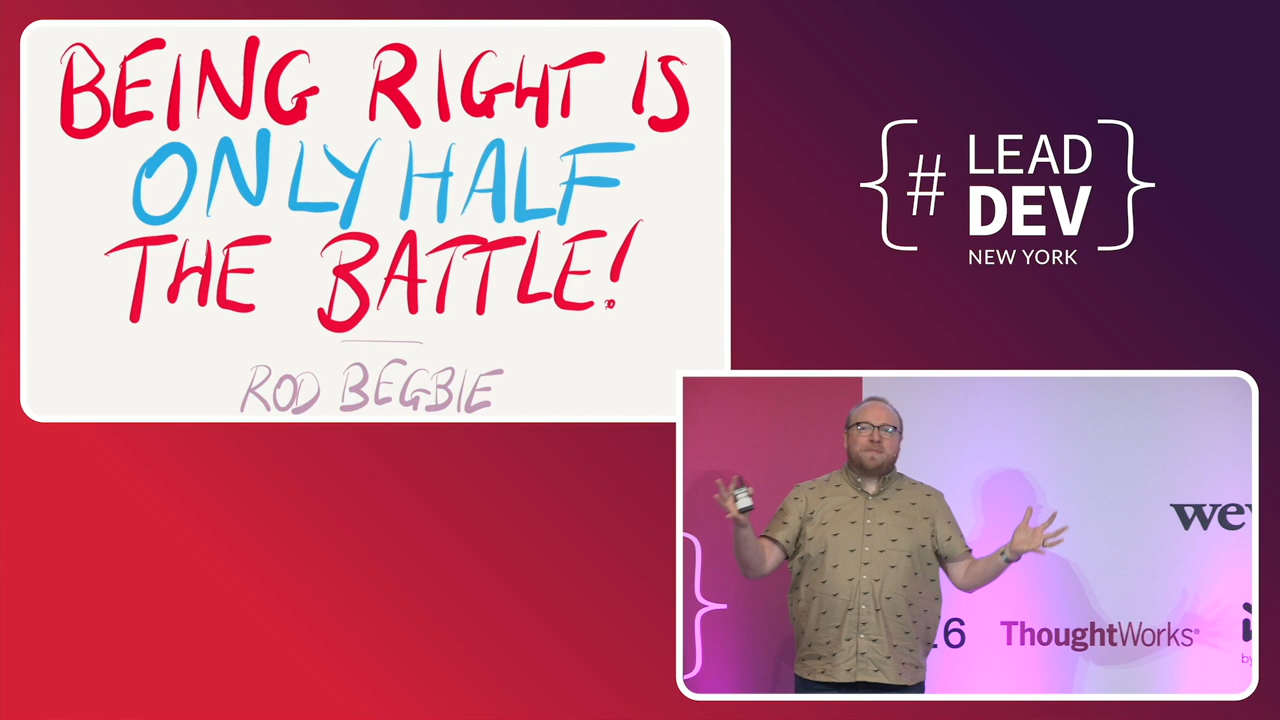 BEING RIGHT IS
ONLY HALF
THE BATTLE!
ROD BEGBIE
{# LEAD
DEV}
NEW YORK
ThoughtWorks®